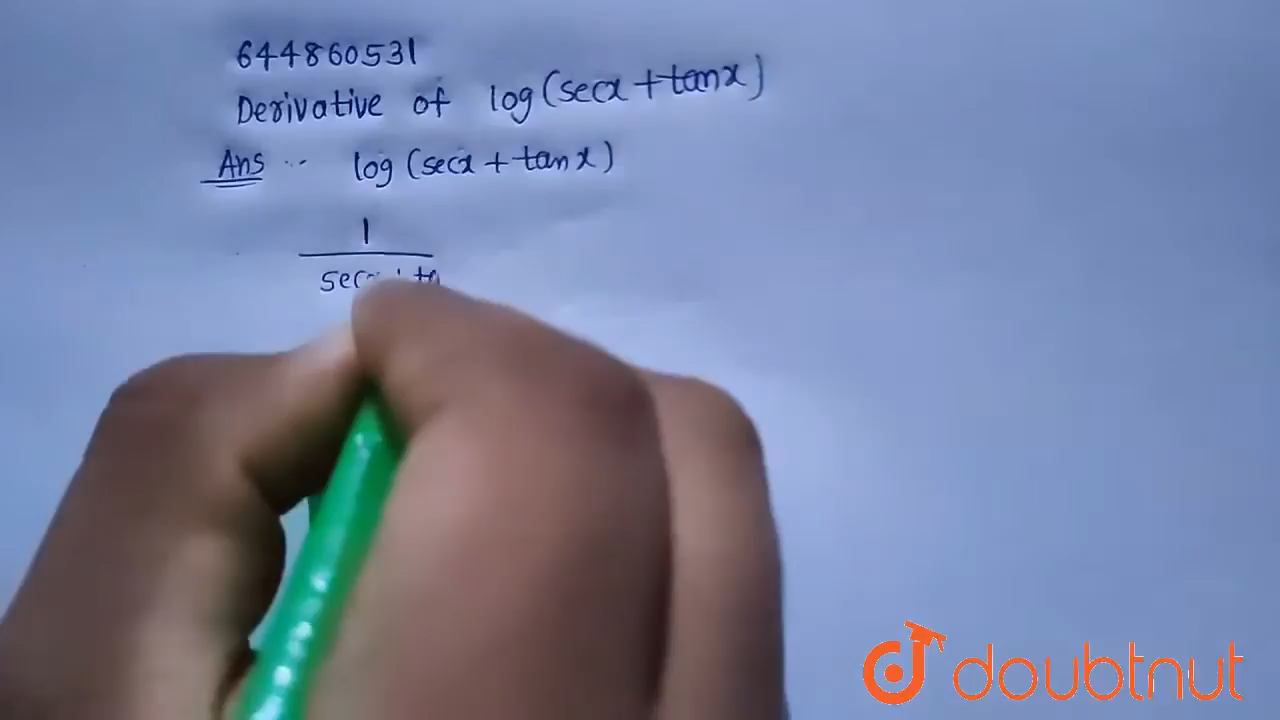 644860531
Derivative of log(secx+tanx)
Ans .. log(secx+tanx)
1
doubtnut